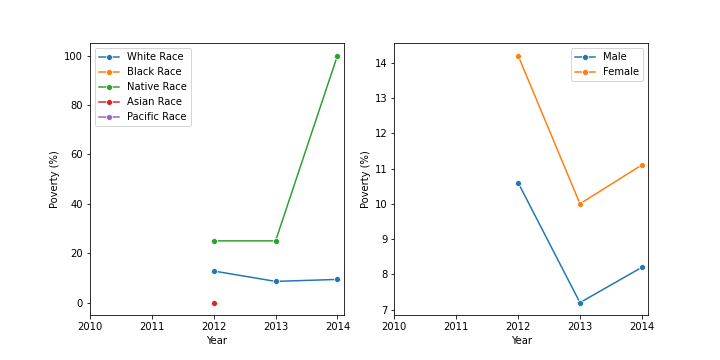 White Race
Black Race
Native Race
Asian Race
Pacific Race
100
80
60
40
20
0
Poverty (%)
2010 2011 2012 2013 2014
Year
Male
Female
14
13
12
11
10
9
8
7
Poverty (%)
2010 2011 2012 2013 2014
Year